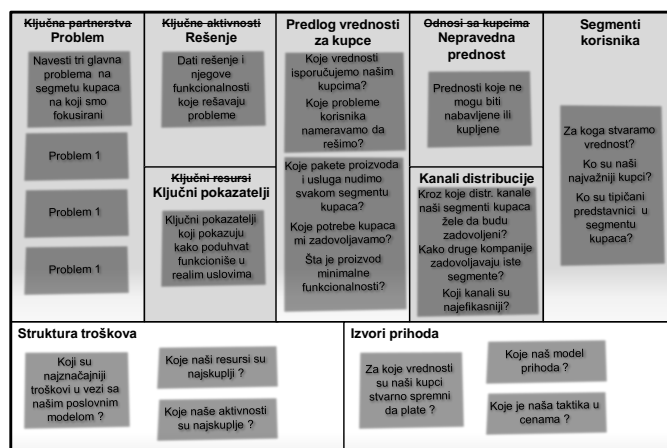 Ključna partnerstva
Problem
Navesti tri glavna
problema na
segmetu kupaca
na koji smo
fokusirani
Problem 1
Problem 1
Problem 1
Ključne aktivnosti
Rešenje
Dati rešenje i
njegove
funkcionalnosti
koje rešavaju
probleme
Ključni resursi
Ključni pokazatelji
Ključni pokazatelji
koji pokazuju
kako poduhvat
funkcioniše u
realim uslovima
Predlog vrednosti
za kupce
Koje vrednosti
isporučujemo našim
kupcima?
Koje probleme
korisnika
nameravamo da
rešimo?
Koje pakete proizvoda
i usluga nudimo
svakom segmentu
kupaca?
Koje potrebe kupaca
mi zadovoljavamo?
Šta je proizvod
minimalne
funkcionalnosti?
Odnosi sa kupcima
Nepravedna
prednost
Prednosti koje ne
mogu biti
nabavljene ili
kupljene
Kanali distribucije
Kroz koje distr. kanale
naši segmenti kupaca
žele da budu
zadovoljeni?
Kako druge kompanije
zadovoljavaju iste
segmente?
Koji kanali su
najefikasniji?
Segmenti
korisnika
Za koga stvaramo
vrednost?
Ko su naši
najvažniji kupci?
Ko su tipičani
predstavnici u
segmentu
kupaca?
Struktura troškova
Koji su
najznačajniji
troškovi u vezi sa
našim poslovnim
modelom ?
Koje naši resursi su
najskuplji ?
Koje naše aktivnosti
su najskuplje ?
Izvori prihoda
Za koje vrednosti
su naši kupci
stvarno spremni
da plate ?
Koje naš model
prihoda ?
Koje je naša taktika u
cenama ?